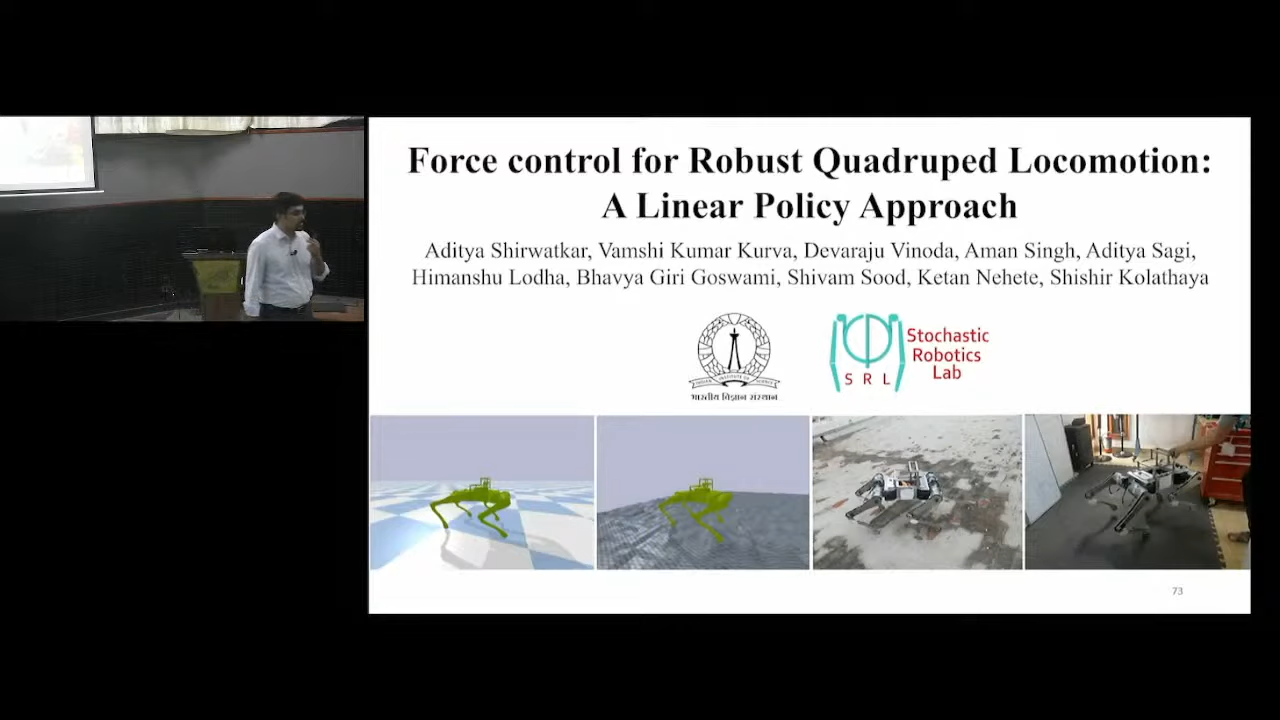 Force control for Robust Quadruped Locomotion:
A Linear Policy Approach
Aditya Shirwatkar, Vamshi Kumar Kurva, Devaraju Vinoda, Aman Singh, Aditya Sagi,
Himanshu Lodha, Bhavya Giri Goswami, Shivam Sood, Ketan Nehete, Shishir Kolathaya
भारतीय विज्ञान संस्थान
S R L
Stochastic
Robotics
Lab
73